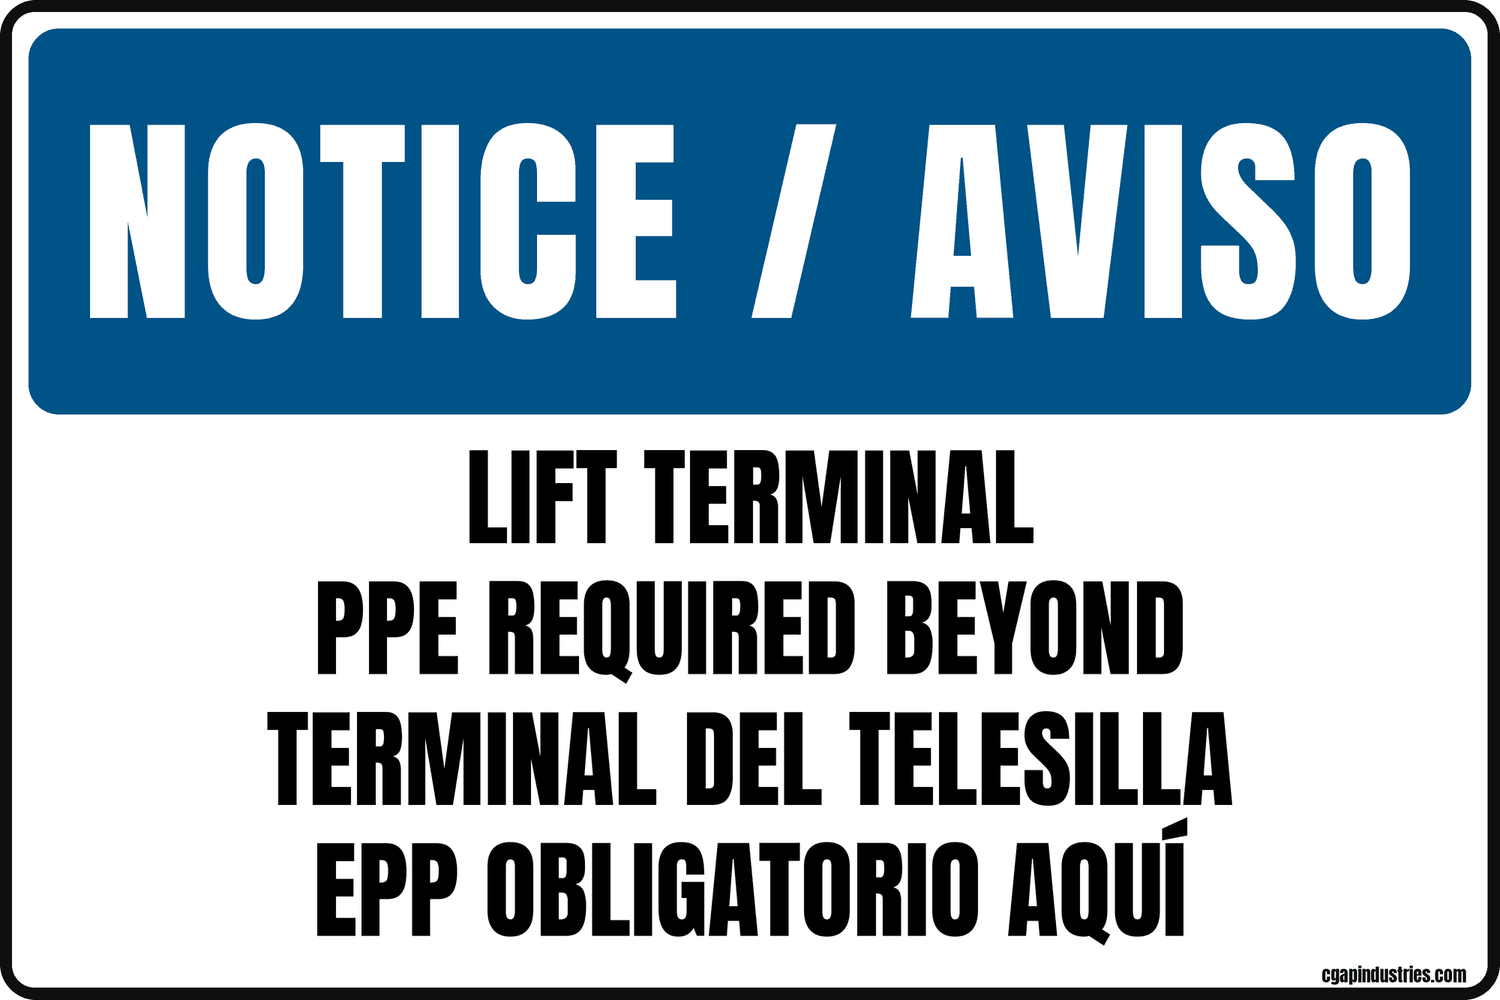 NOTICE / AVISO
LIFT TERMINAL
PPE REQUIRED BEYOND
TERMINAL DEL TELESILLA
EPP OBLIGATORIO AQUÍ
cgapindustries.com